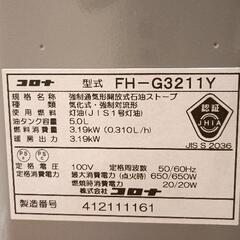 コロナ 型式 FH-G3211Y
規格名 強制通気形開放式石油ストーブ
種類 気化式・強制対流形
使用燃料 灯油(JIS1号灯油)
油タンク容量 5.0L
燃料消費量 3.19kW(0.310L/h)
暖房出力 3.19kW
認証
JHIA
JIS S 2036
定格電圧 100V 定格周波数 50/60Hz
最大消費電力(点火時) 650/650W
燃焼時消費電力 20/20W
株式会社コロナ
製造番号 412111161